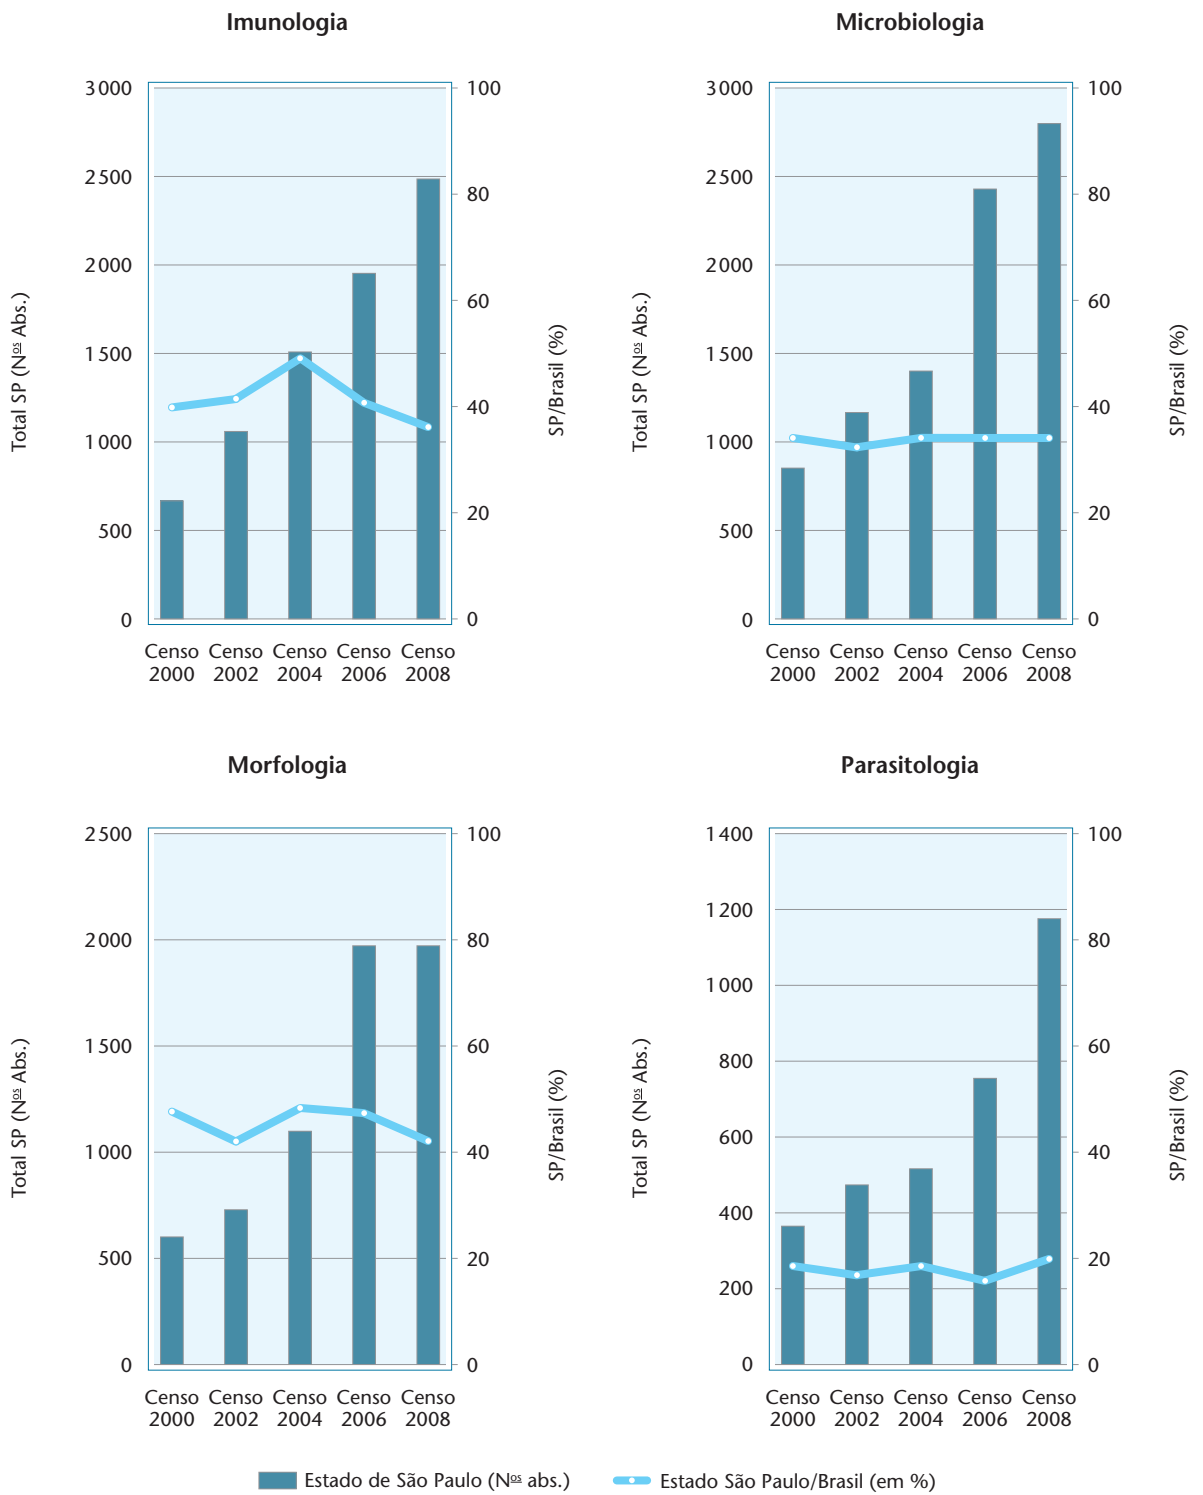 Imunologia
3 000
2 500
2 000
1 500
1 000
500
0
Total SP (Nºˢ Abs.)
100
80
60
40
20
0
SP/Brasil (%)
Censo 2000
Censo 2002
Censo 2004
Censo 2006
Censo 2008
Microbiologia
3 000
2 500
2 000
1 500
1 000
500
0
Total SP (Nºˢ Abs.)
100
80
60
40
20
0
SP/Brasil (%)
Censo 2000
Censo 2002
Censo 2004
Censo 2006
Censo 2008
Morfologia
2 500
2 000
1 500
1 000
500
0
Total SP (Nºˢ Abs.)
100
80
60
40
20
0
SP/Brasil (%)
Censo 2000
Censo 2002
Censo 2004
Censo 2006
Censo 2008
Parasitologia
1 400
1 200
1 000
800
600
400
200
0
Total SP (Nºˢ Abs.)
100
80
60
40
20
0
SP/Brasil (%)
Censo 2000
Censo 2002
Censo 2004
Censo 2006
Censo 2008
Estado de São Paulo (Nºˢ abs.)
Estado São Paulo/Brasil (em %)